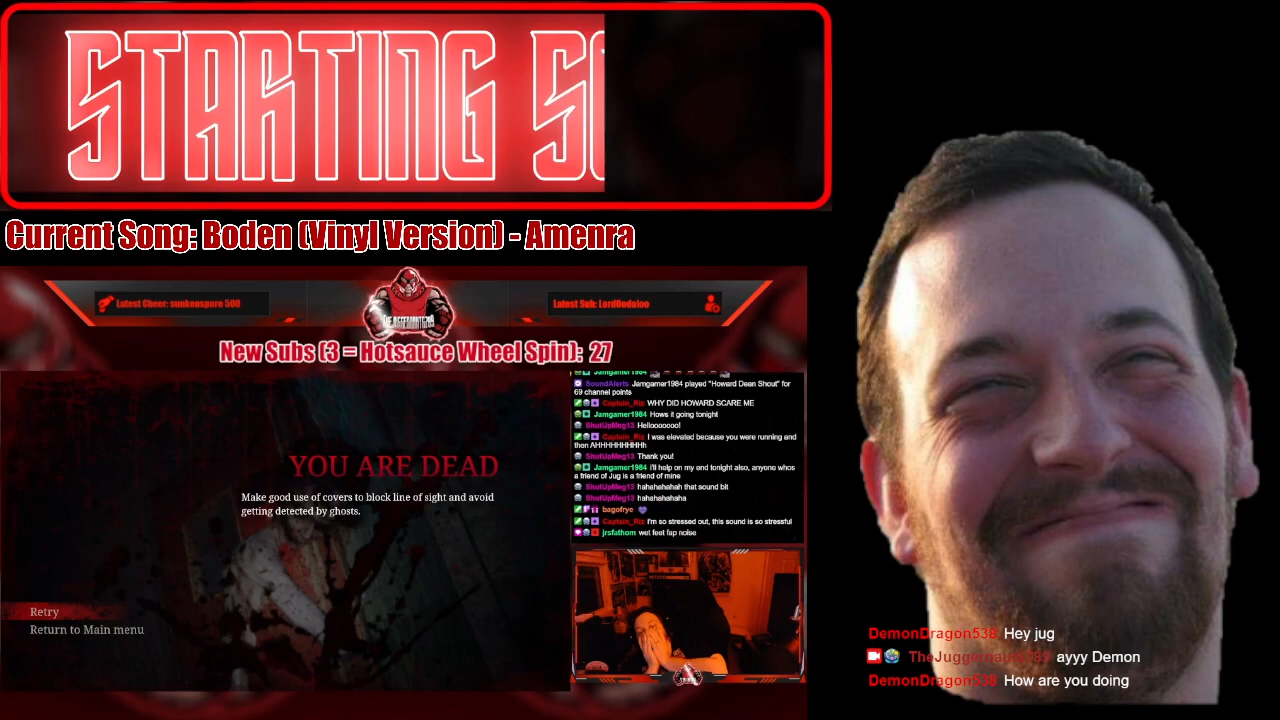 STARTING SO
Current Song: Boden (Vinyl Version) - Amenra
Latest Cheer: sunkenspore 500
Latest Sub: LordOodaloo
New Subs (3 = Hotsauce Wheel Spin): 27
Jamgamer1984
SoundAlerts Jamgamer1984 played "Howard Dean Shout" for
69 channel points
Captain_Riz WHY DID HOWARD SCARE ME
Jamgamer1984 Hows it going tonight
ShutUpMeg13 Hellooooooo!
Captain_Riz I was elevated because you were running and
then AHHHHHHHHHh
ShutUpMeg13 Thank you!
Jamgamer1984 i'll help on my end tonight also, anyone whos
a friend of Jug is a friend of mine
ShutUpMeg13 hahahahahah that sound bit
ShutUpMeg13 hahahahahaha
bagofrye
Captain_Riz I'm so stressed out, this sound is so stressful
jrsfathom wet feet fap noise
YOU ARE DEAD
Make good use of covers to block line of sight and avoid
getting detected by ghosts.
Retry
Return to Main menu
DemonDragon538 Hey jug
TheJuggernaut0789 ayyy Demon
DemonDragon538 How are you doing